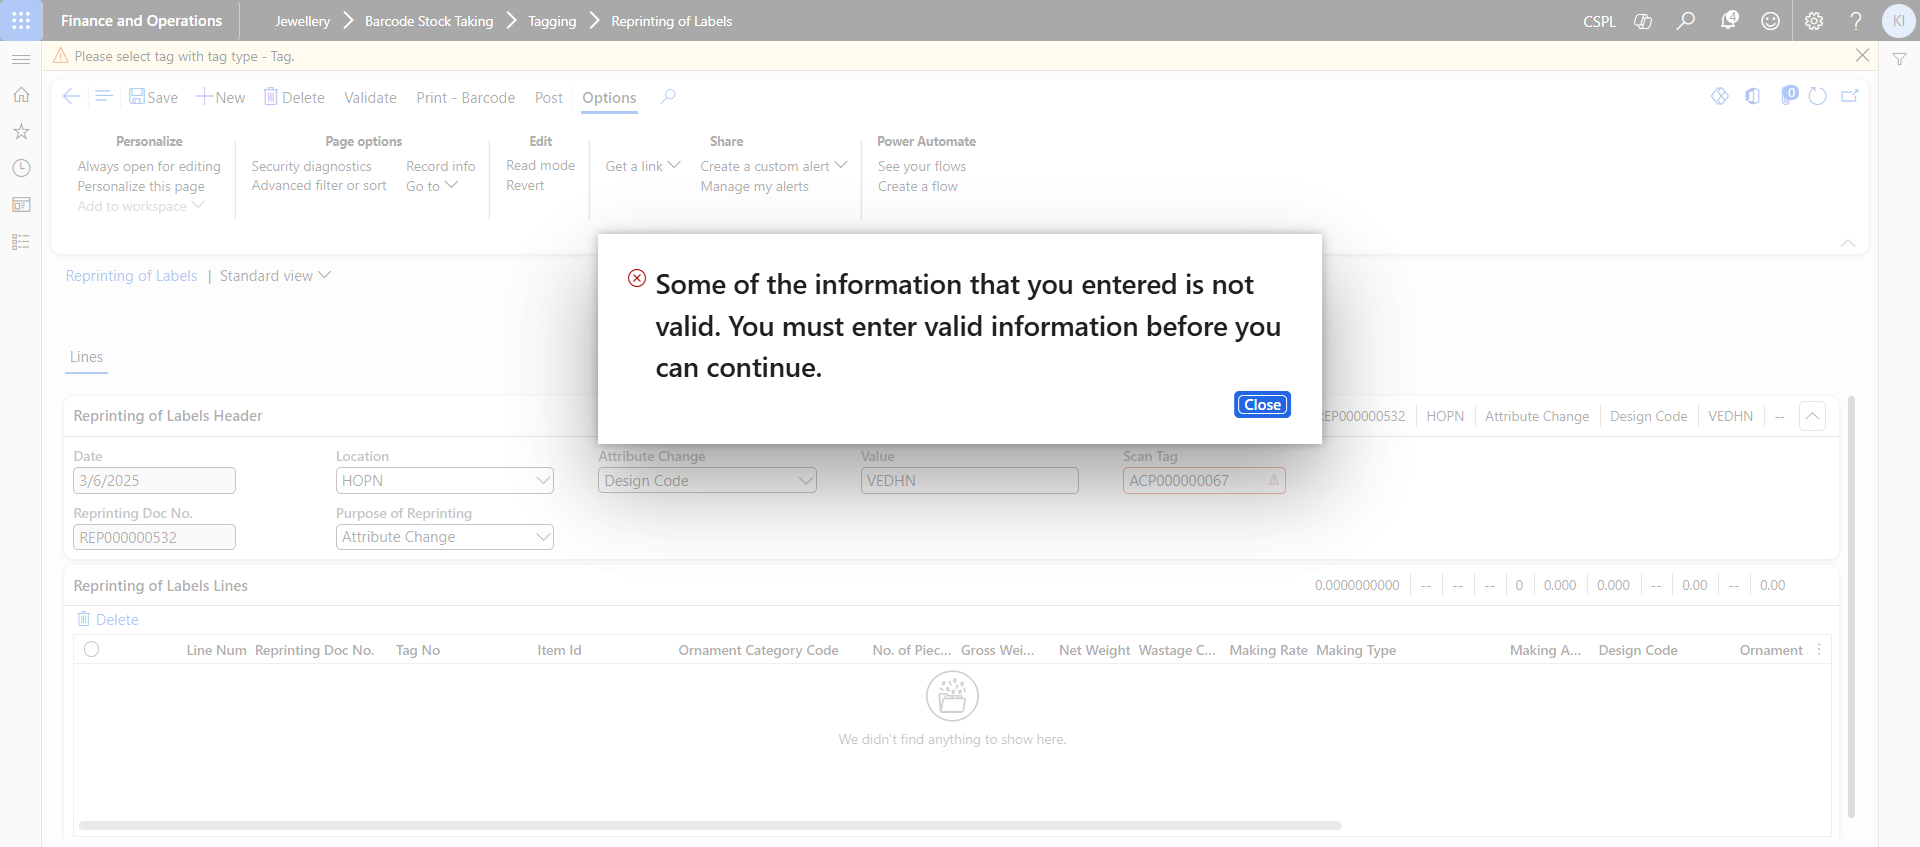 Finance and Operations
Jewellery Barcode Stock Taking Tagging Reprinting of Labels
CSPL
4
KI
Please select tag with tag type - Tag.
Save New Delete Validate Print - Barcode Post Options
0
Personalize
Always open for editing
Personalize this page
Add to workspace
Page options
Security diagnostics Record info
Advanced filter or sort Go to
Edit
Read mode
Revert
Share
Get a link Create a custom alert
Manage my alerts
Power Automate
See your flows
Create a flow
Some of the information that you entered is not
valid. You must enter valid information before you
can continue.
Close
Reprinting of Labels | Standard view
Lines
Reprinting of Labels Header
EP000000532 HOPN Attribute Change Design Code VEDHN --
Date Location Attribute Change Value Scan Tag
3/6/2025 HOPN Design Code VEDHN ACP000000067
Reprinting Doc No. Purpose of Reprinting
REP000000532 Attribute Change
Reprinting of Labels Lines
0.0000000000 -- -- -- 0 0.000 0.000 -- 0.00 -- 0.00
Delete
Line Num Reprinting Doc No. Tag No Item Id Ornament Category Code No. of Piec... Gross Wei... Net Weight Wastage C... Making Rate Making Type Making A... Design Code Ornament
We didn't find anything to show here.